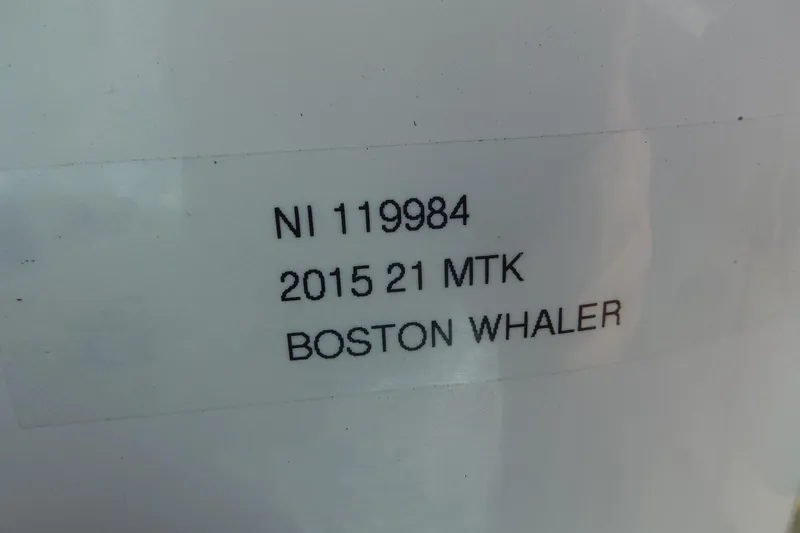 NI 119984
2015 21 MTK
BOSTON WHALER